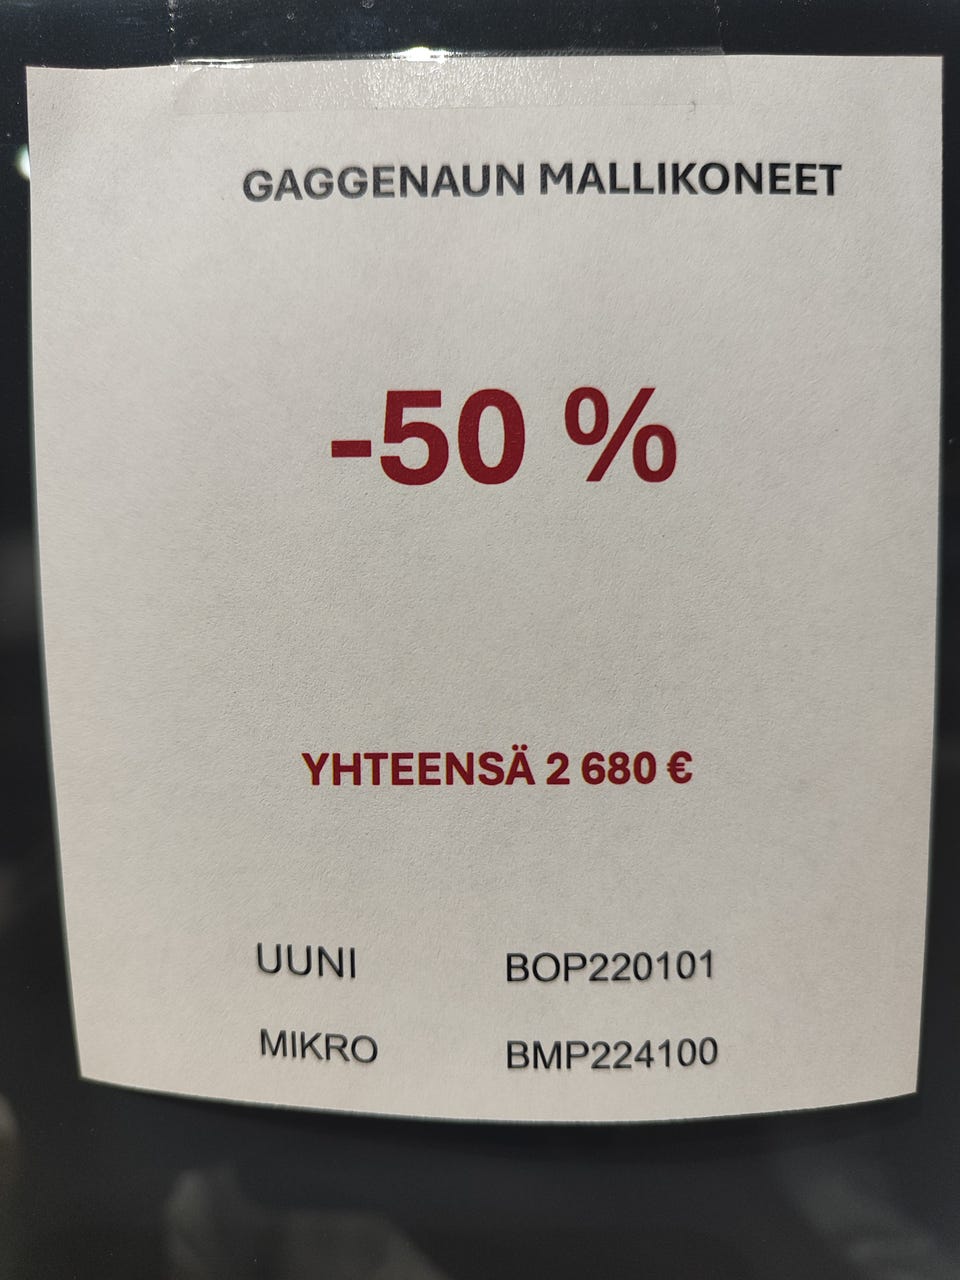 GAGGENAUN MALLIKONEET
-50 %
YHTEENSÄ 2 680 €
UUNI BOP220101
MIKRO BMP224100